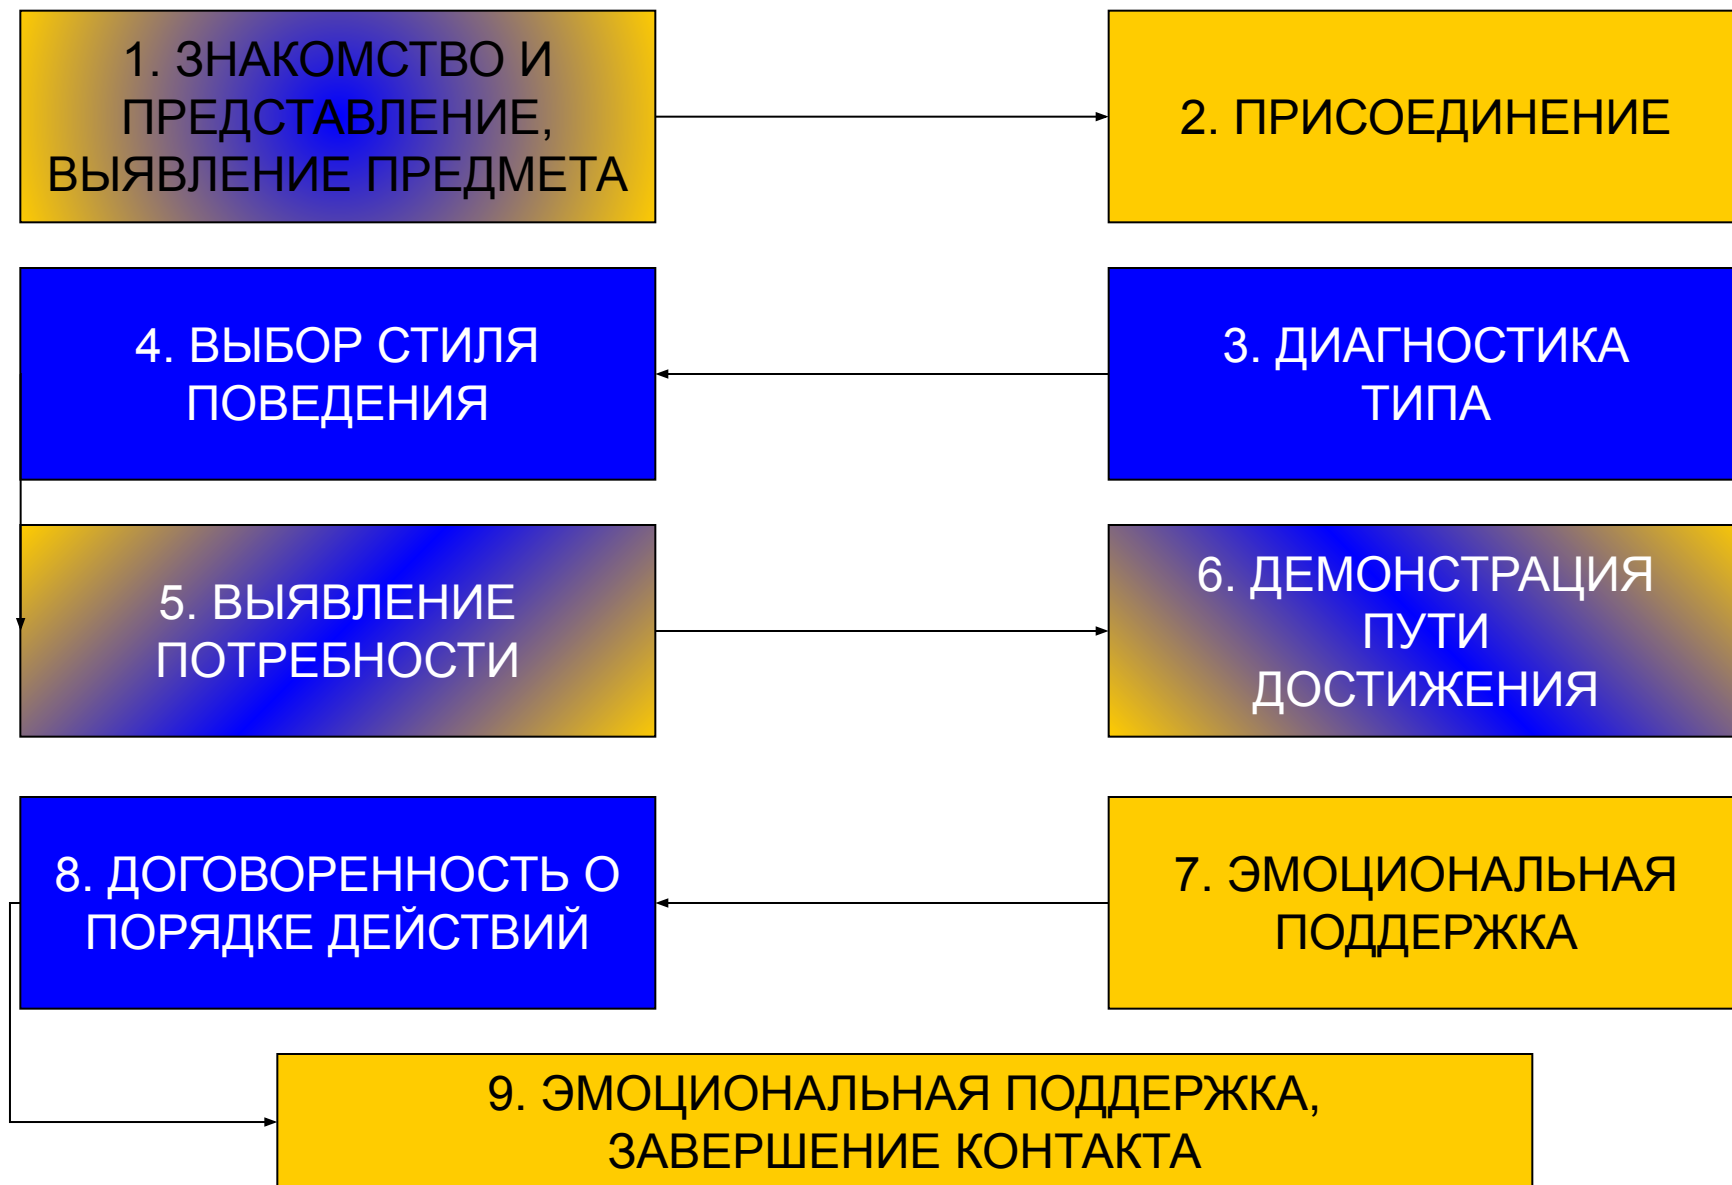 1. ЗНАКОМСТВО И
ПРЕДСТАВЛЕНИЕ,
ВЫЯВЛЕНИЕ ПРЕДМЕТА
2. ПРИСОЕДИНЕНИЕ
3. ДИАГНОСТИКА
ТИПА
4. ВЫБОР СТИЛЯ
ПОВЕДЕНИЯ
5. ВЫЯВЛЕНИЕ
ПОТРЕБНОСТИ
6. ДЕМОНСТРАЦИЯ
ПУТИ
ДОСТИЖЕНИЯ
7. ЭМОЦИОНАЛЬНАЯ
ПОДДЕРЖКА
8. ДОГОВОРЕННОСТЬ О
ПОРЯДКЕ ДЕЙСТВИЙ
9. ЭМОЦИОНАЛЬНАЯ ПОДДЕРЖКА,
ЗАВЕРШЕНИЕ КОНТАКТА